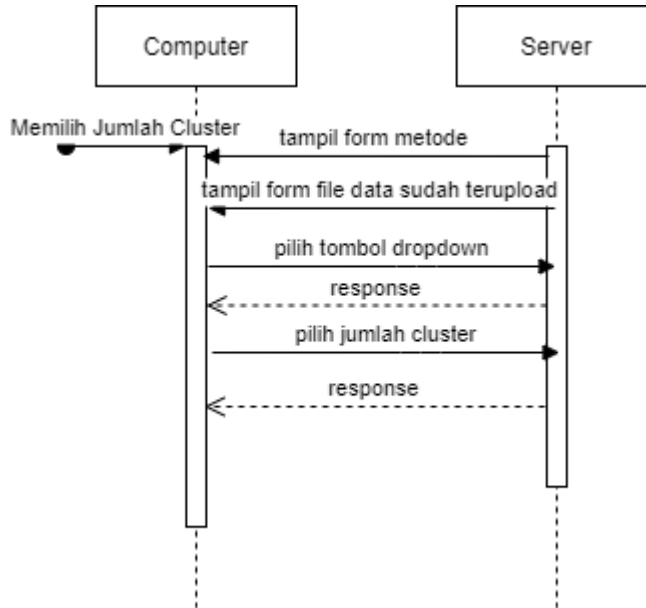 Computer
Server
Memilih Jumlah Cluster
tampil form metode
tampil form file data sudah terupload
pilih tombol dropdown
response
pilih jumlah cluster
response